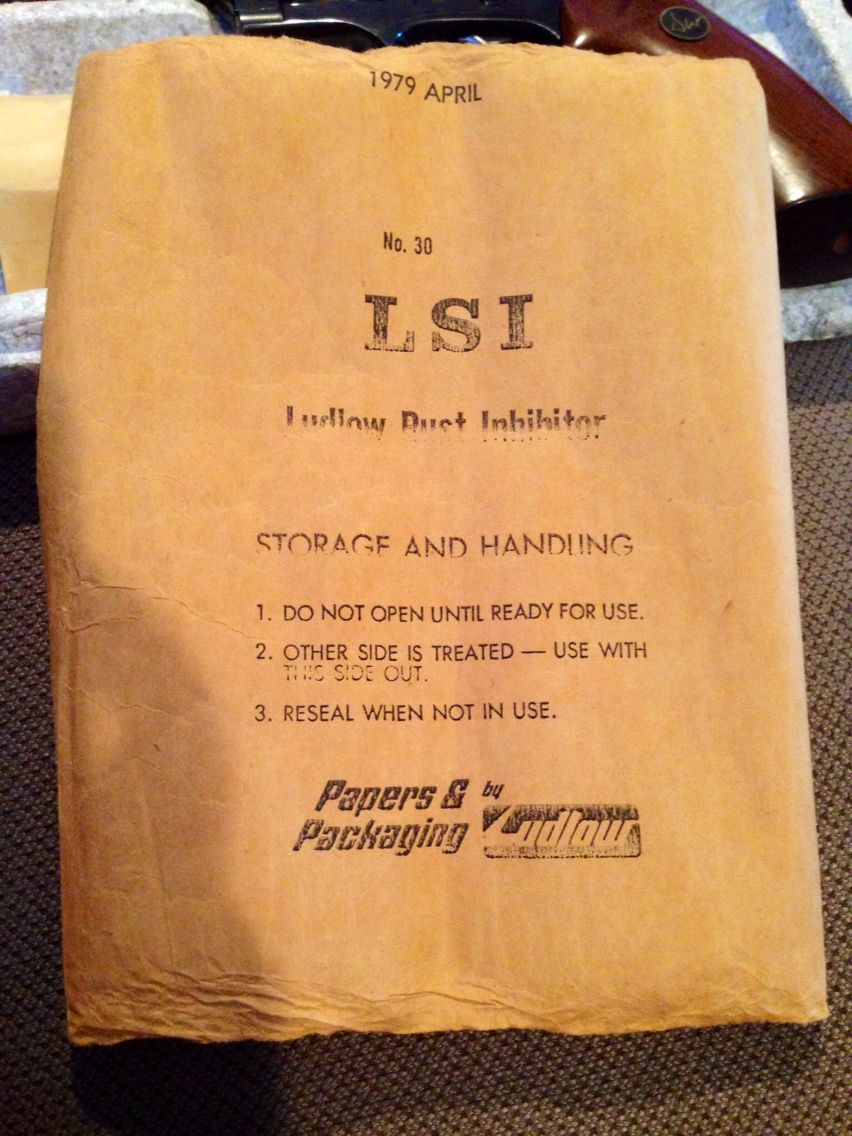 1979 APRIL
No. 30
LSI
Ludlow Rust Inhibitor
STORAGE AND HANDLING
1. DO NOT OPEN UNTIL READY FOR USE.
2. OTHER SIDE IS TREATED — USE WITH
THIS SIDE OUT.
3. RESEAL WHEN NOT IN USE.
Papers & by
Packaging Ludlow